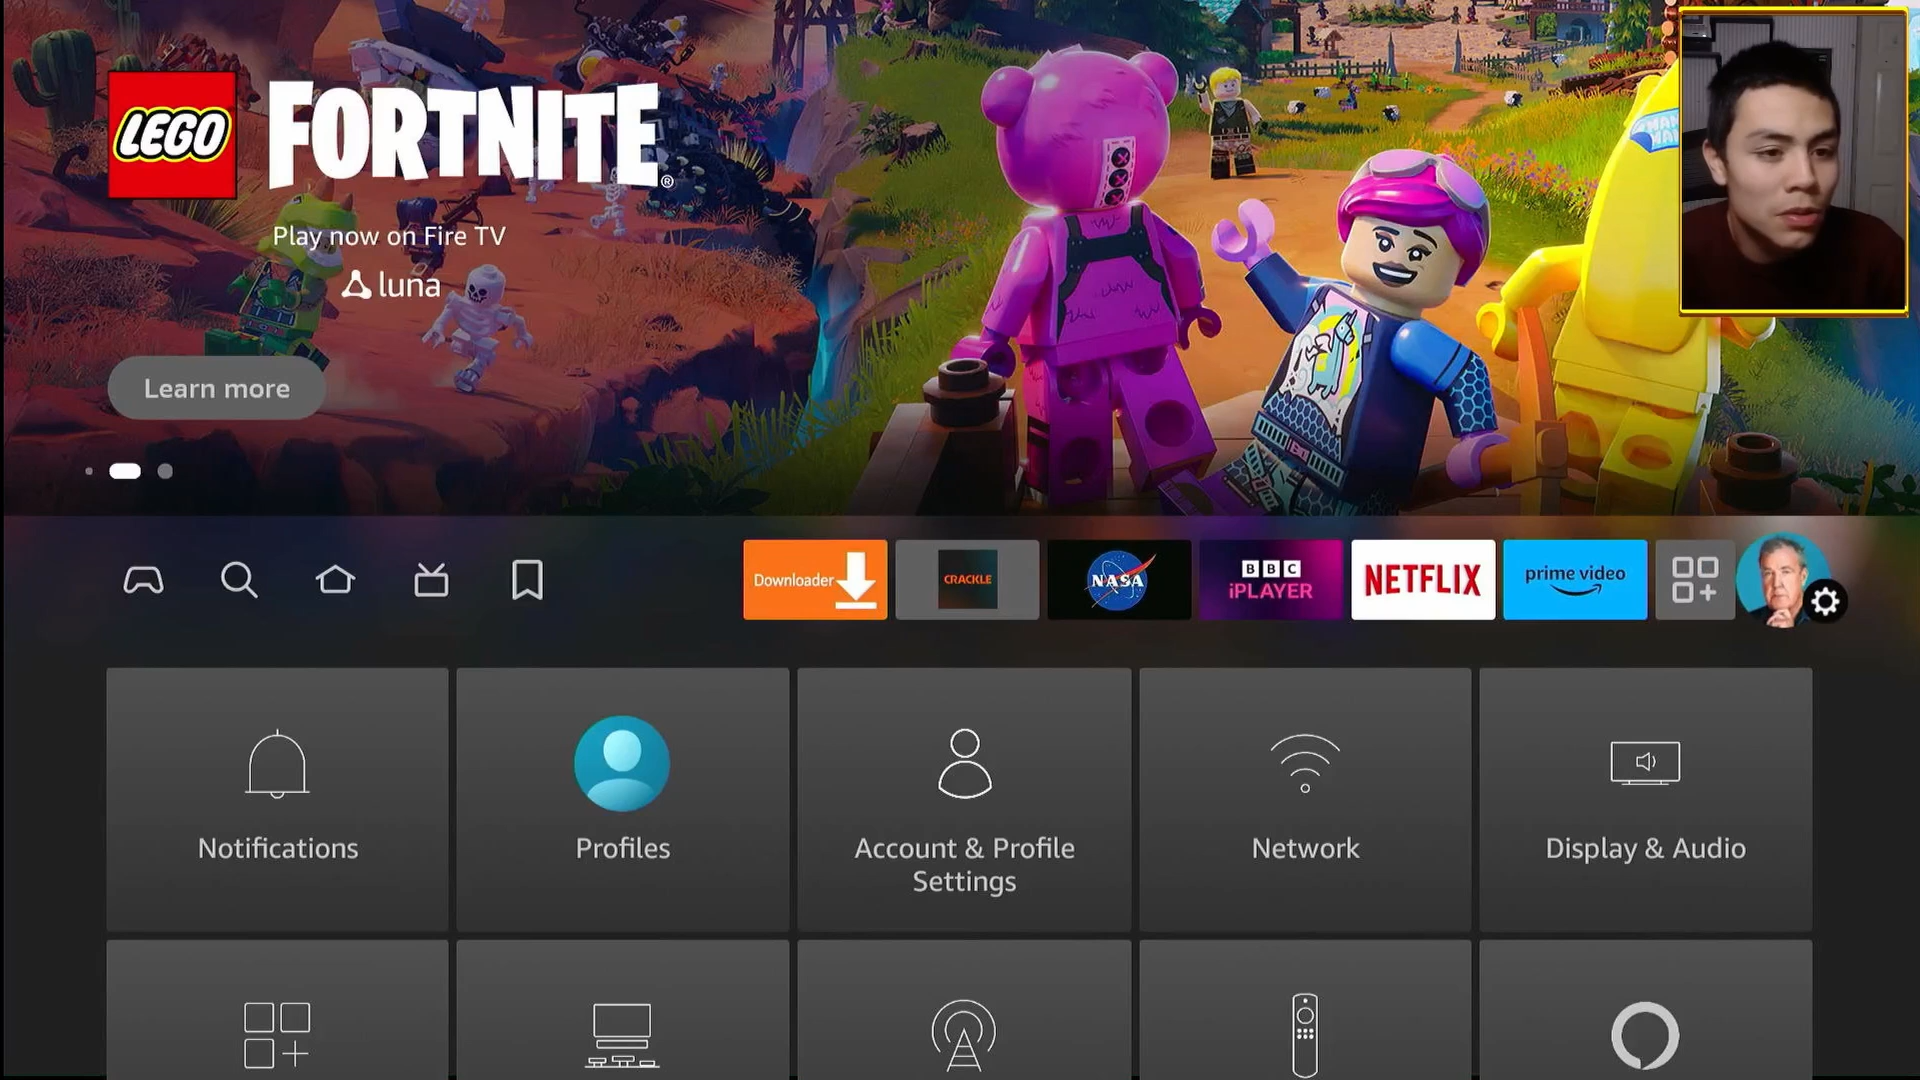 LEGO
FORTNITE®
Play now on Fire TV
luna
Learn more
Downloader
CRACKLE
NASA
BBC
iPLAYER
NETFLIX
prime video
Notifications
Profiles
Account & Profile
Settings
Network
Display & Audio